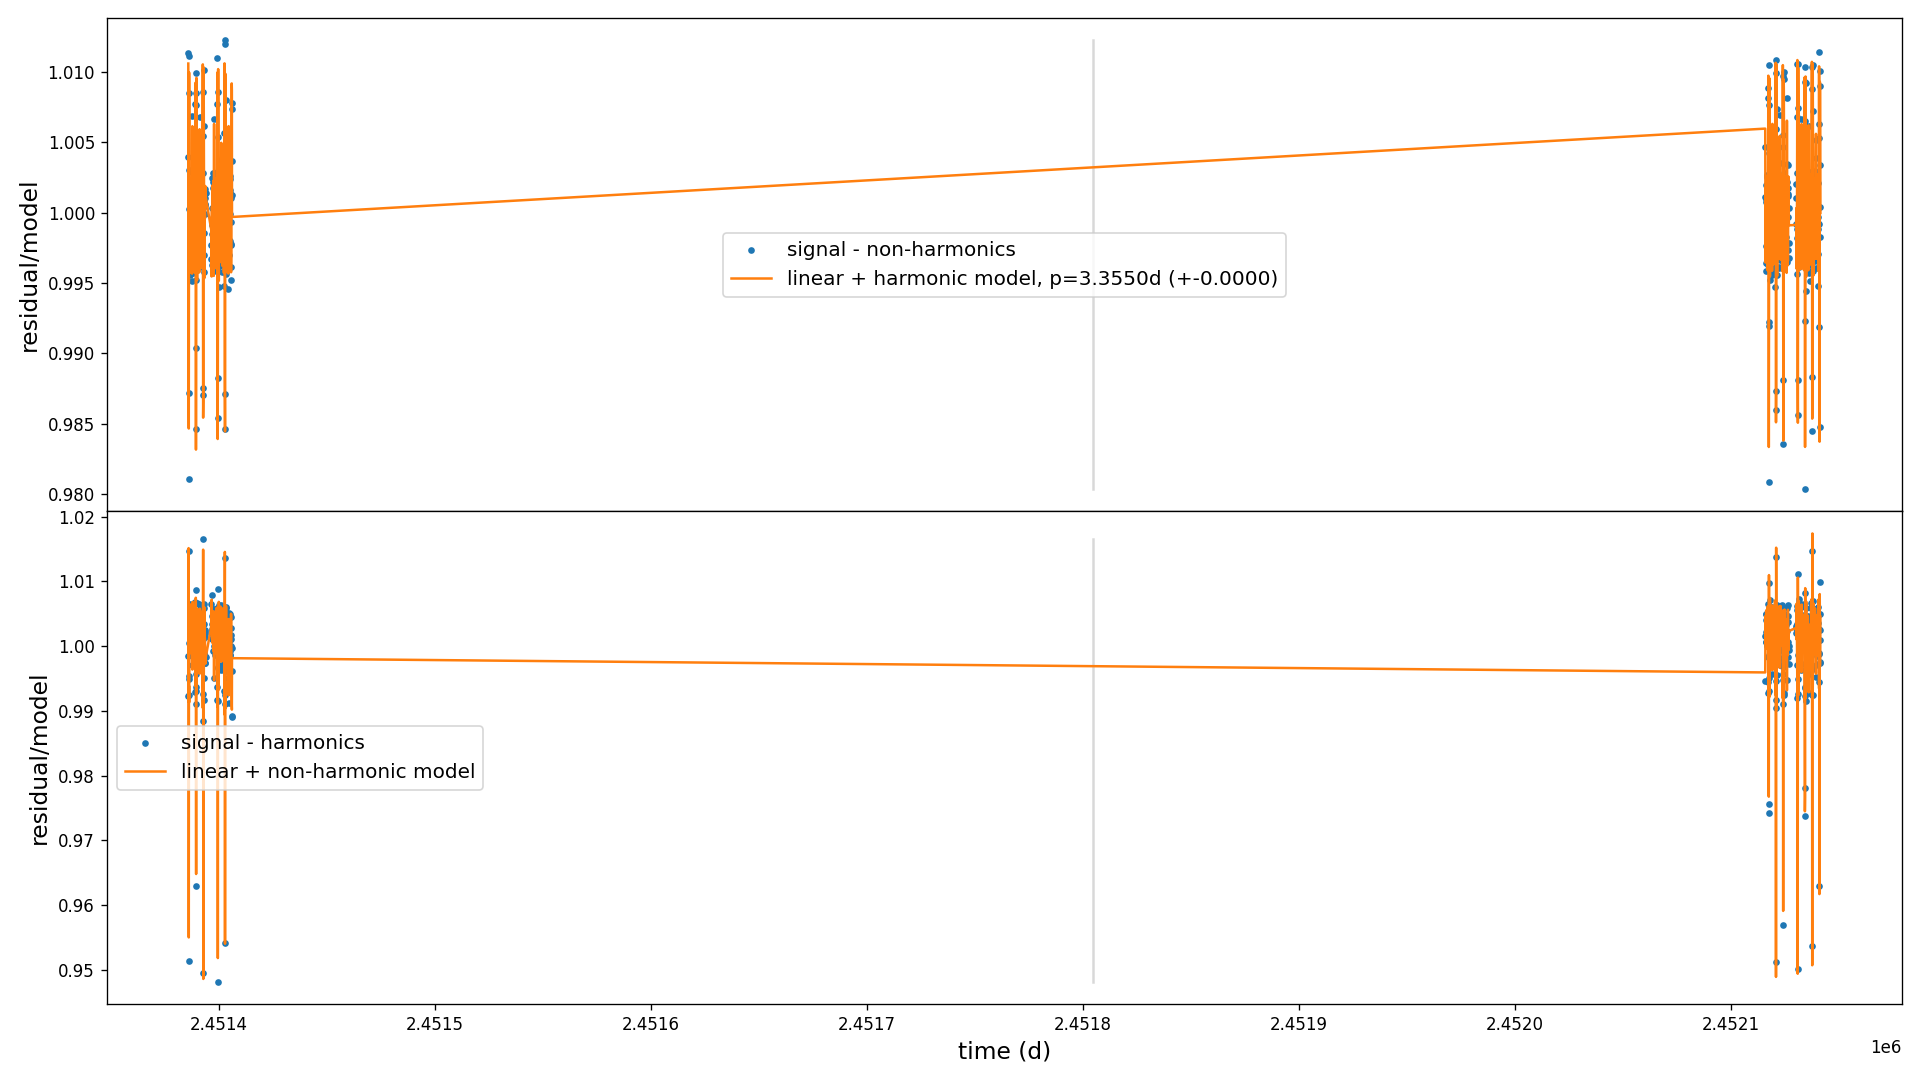 1.010
1.005
1.000
0.995
0.990
0.985
0.980
residual/model
signal - non-harmonics
linear + harmonic model, p=3.3550d (+-0.0000)
1.02
1.01
1.00
0.99
0.98
0.97
0.96
0.95
residual/model
signal - harmonics
linear + non-harmonic model
2.4514
2.4515
2.4516
2.4517
2.4518
2.4519
2.4520
2.4521
1e6
time (d)